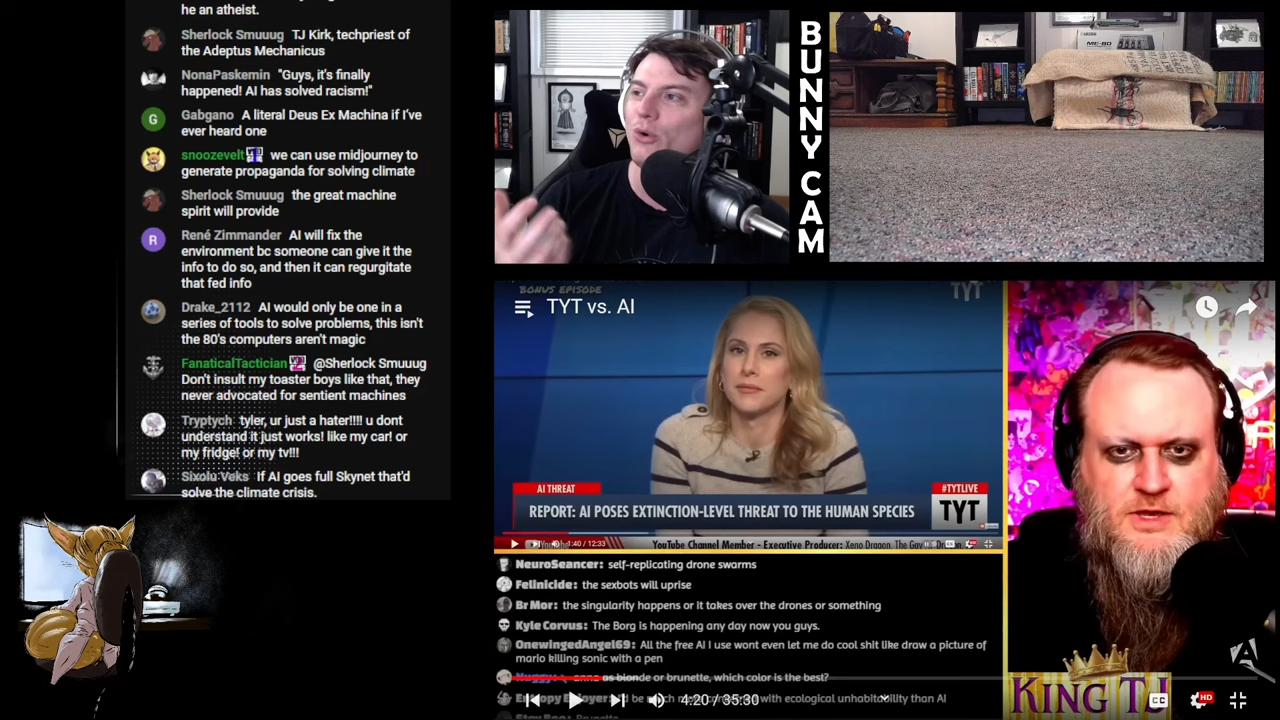 he an atheist.
Sherlock Smuuug TJ Kirk, techpriest of
the Adeptus Mechanicus
NonaPaskemin "Guys, it's finally
happened! AI has solved racism!"
G
Gabgano A literal Deus Ex Machina if I've
ever heard one
snoozevelt we can use midjourney to
generate propaganda for solving climate
Sherlock Smuuug the great machine
spirit will provide
R
René Zimmander AI will fix the
environment bc someone can give it the
info to do so, and then it can regurgitate
that fed info
Drake_2112 AI would only be one in a
series of tools to solve problems, this isn't
the 80's computers aren't magic
FanaticalTactician @Sherlock Smuuug
Don't insult my toaster boys like that, they
never advocated for sentient machines
Tryptych tyler, ur just a hater!!!! u dont
understand it just works! like my car! or
my fridge! or my tv!!!
Sixolu Veks If AI goes full Skynet that'd
solve the climate crisis.
BUNNY CAM
BONUS EPISODE
TYT vs. AI
TYT
AI THREAT
REPORT: AI POSES EXTINCTION-LEVEL THREAT TO THE HUMAN SPECIES
#TYTLIVE
TYT
1:40 / 12:33
YouTube Channel Member - Executive Producer: Xeno Dragon, The Gay
NeuroSeancer: self-replicating drone swarms
Felinicide: the sexbots will uprise
Br Mor: the singularity happens or it takes over the drones or something
Kyle Corvus: The Borg is happening any day now you guys.
OnewingedAngel69: All the free AI I use wont even let me do cool shit like draw a picture of
mario killing sonic with a pen
as blonde or brunette, which color is the best?
with ecological unhabitability than AI
4:20 / 35:30
CC
HD
KING TJ